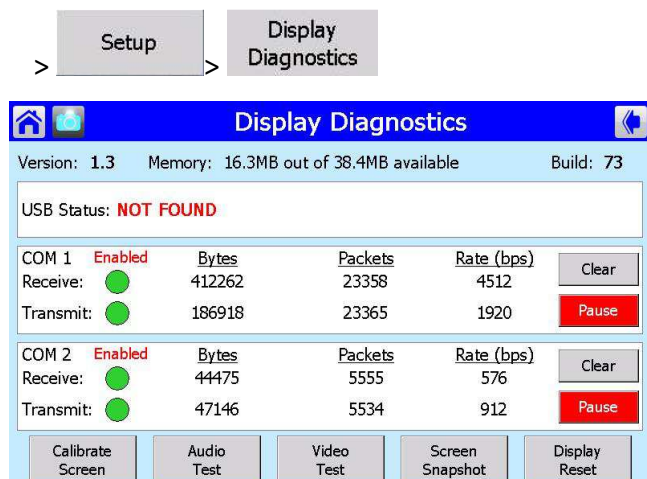 > Setup > Display Diagnostics
Display Diagnostics
Version: 1.3 Memory: 16.3MB out of 38.4MB available Build: 73
USB Status: NOT FOUND
COM 1 Enabled Bytes Packets Rate (bps) Clear
Receive: 412262 23358 4512
Transmit: 186918 23365 1920 Pause
COM 2 Enabled Bytes Packets Rate (bps) Clear
Receive: 44475 5555 576
Transmit: 47146 5534 912 Pause
Calibrate Screen Audio Test Video Test Screen Snapshot Display Reset